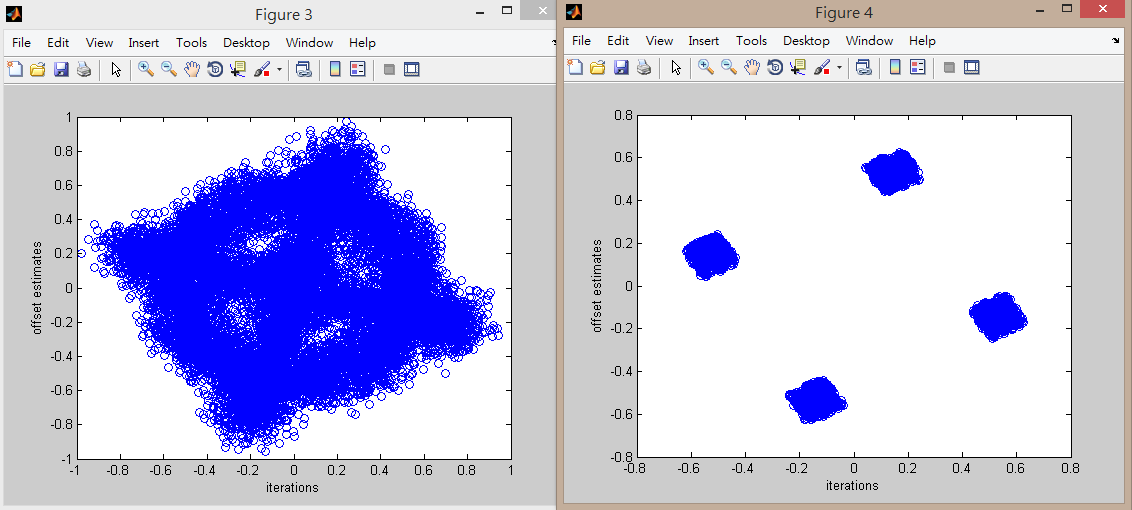 Figure 3
File Edit View Insert Tools Desktop Window Help
1
0.8
0.6
0.4
0.2
0
-0.2
-0.4
-0.6
-0.8
-1
offset estimates
-1 -0.8 -0.6 -0.4 -0.2 0 0.2 0.4 0.6 0.8 1
iterations
Figure 4
File Edit View Insert Tools Desktop Window Help
0.8
0.6
0.4
0.2
0
-0.2
-0.4
-0.6
-0.8
offset estimates
-0.8 -0.6 -0.4 -0.2 0 0.2 0.4 0.6 0.8
iterations